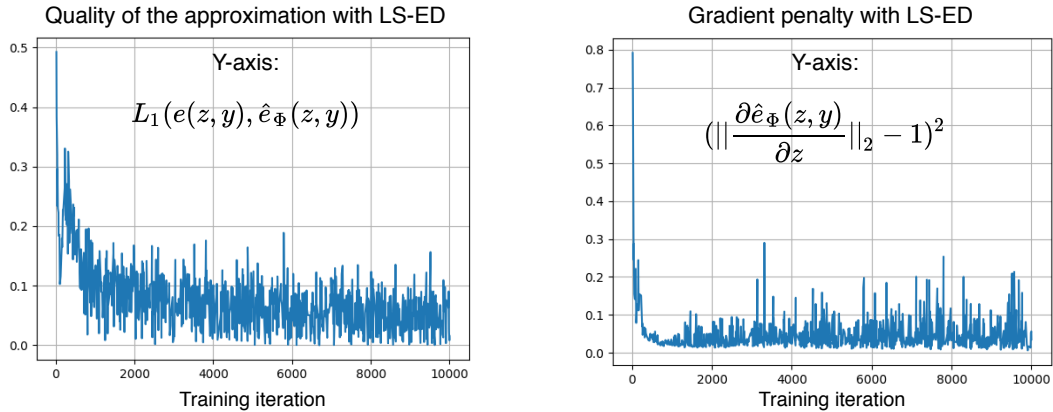 Quality of the approximation with LS-ED
0.5
0.4
0.3
0.2
0.1
0.0
Y-axis:
L₁(e(z, y), ê_Φ(z, y))
0 2000 4000 6000 8000 10000
Training iteration
Gradient penalty with LS-ED
0.8
0.7
0.6
0.5
0.4
0.3
0.2
0.1
0.0
Y-axis:
(||∂ê_Φ(z, y)/∂z||₂ − 1)²
0 2000 4000 6000 8000 10000
Training iteration